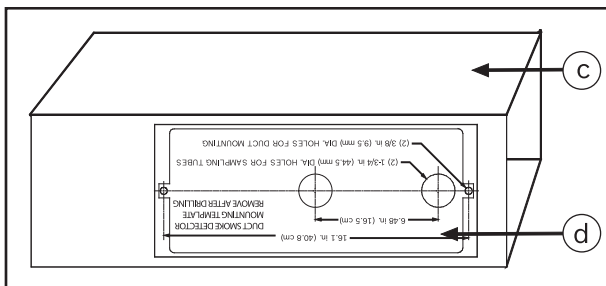 c
(2) 3/8 in. (9.5 mm) DIA. HOLES FOR DUCT MOUNTING
(2) 1-3/4 in. (44.5 mm) DIA. HOLES FOR SAMPLING TUBES
DUCT SMOKE DETECTOR
MOUNTING TEMPLATE
REMOVE AFTER DRILLING
6.48 in. (16.5 cm)
16.1 in. (40.8 cm)
d